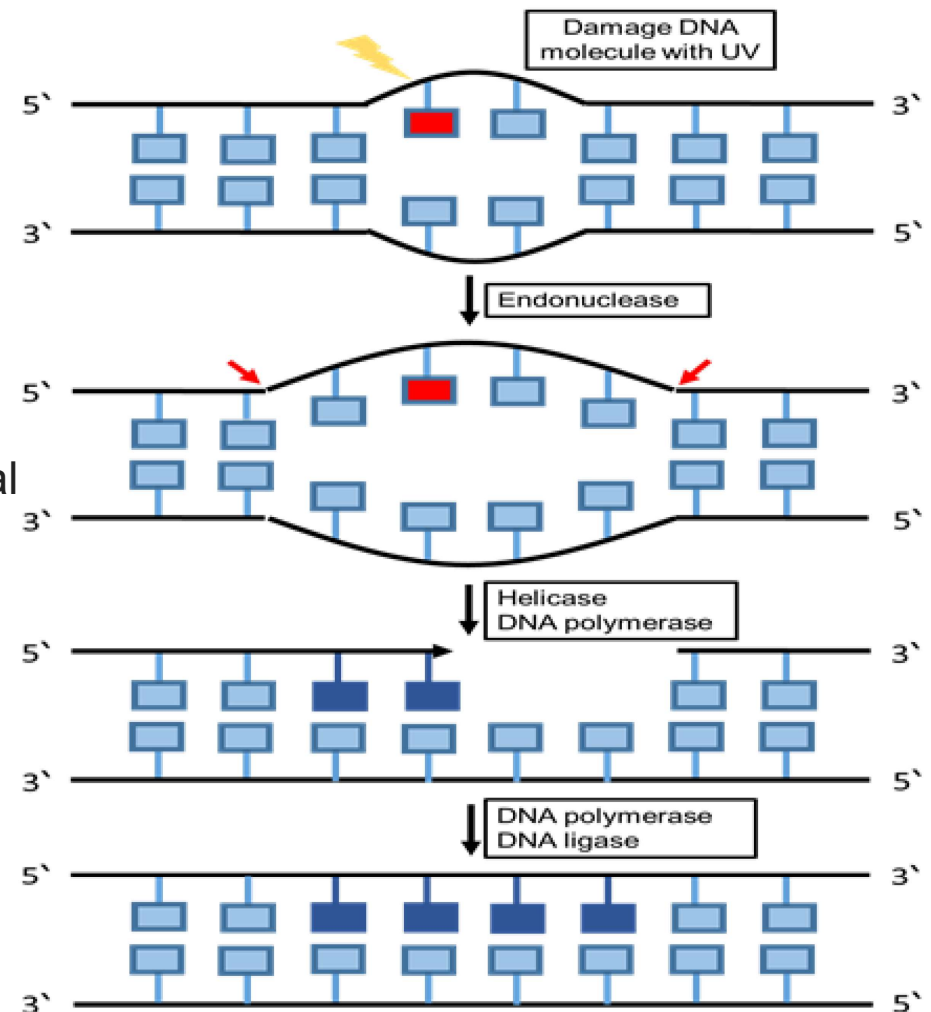 Damage DNA
molecule with UV
5` 3`
3` 5`
Endonuclease
5` 3`
al
3` 5`
Helicase
DNA polymerase
5` 3`
3` 5`
DNA polymerase
DNA ligase
5` 3`
3` 5`